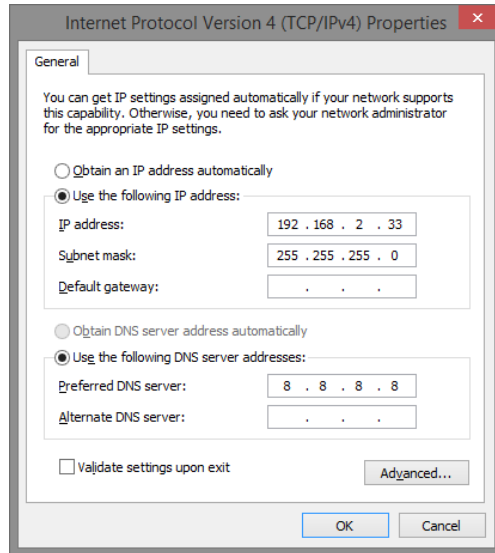 Internet Protocol Version 4 (TCP/IPv4) Properties
General
You can get IP settings assigned automatically if your network supports
this capability. Otherwise, you need to ask your network administrator
for the appropriate IP settings.
Obtain an IP address automatically
Use the following IP address:
IP address: 192 . 168 . 2 . 33
Subnet mask: 255 . 255 . 255 . 0
Default gateway: . . .
Obtain DNS server address automatically
Use the following DNS server addresses:
Preferred DNS server: 8 . 8 . 8 . 8
Alternate DNS server: . . .
Validate settings upon exit
Advanced...
OK Cancel